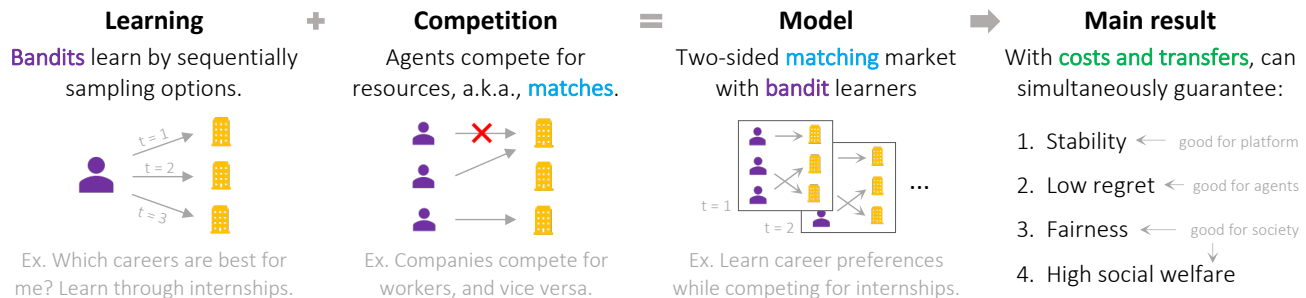 Learning + Competition = Model Main result
Bandits learn by sequentially
sampling options.
t = 1
t = 2
t = 3
Ex. Which careers are best for
me? Learn through internships.
Agents compete for
resources, a.k.a., matches.
Ex. Companies compete for
workers, and vice versa.
Two-sided matching market
with bandit learners
...
t = 1
t = 2
Ex. Learn career preferences
while competing for internships.
With costs and transfers, can
simultaneously guarantee:
1. Stability good for platform
2. Low regret good for agents
3. Fairness good for society
4. High social welfare